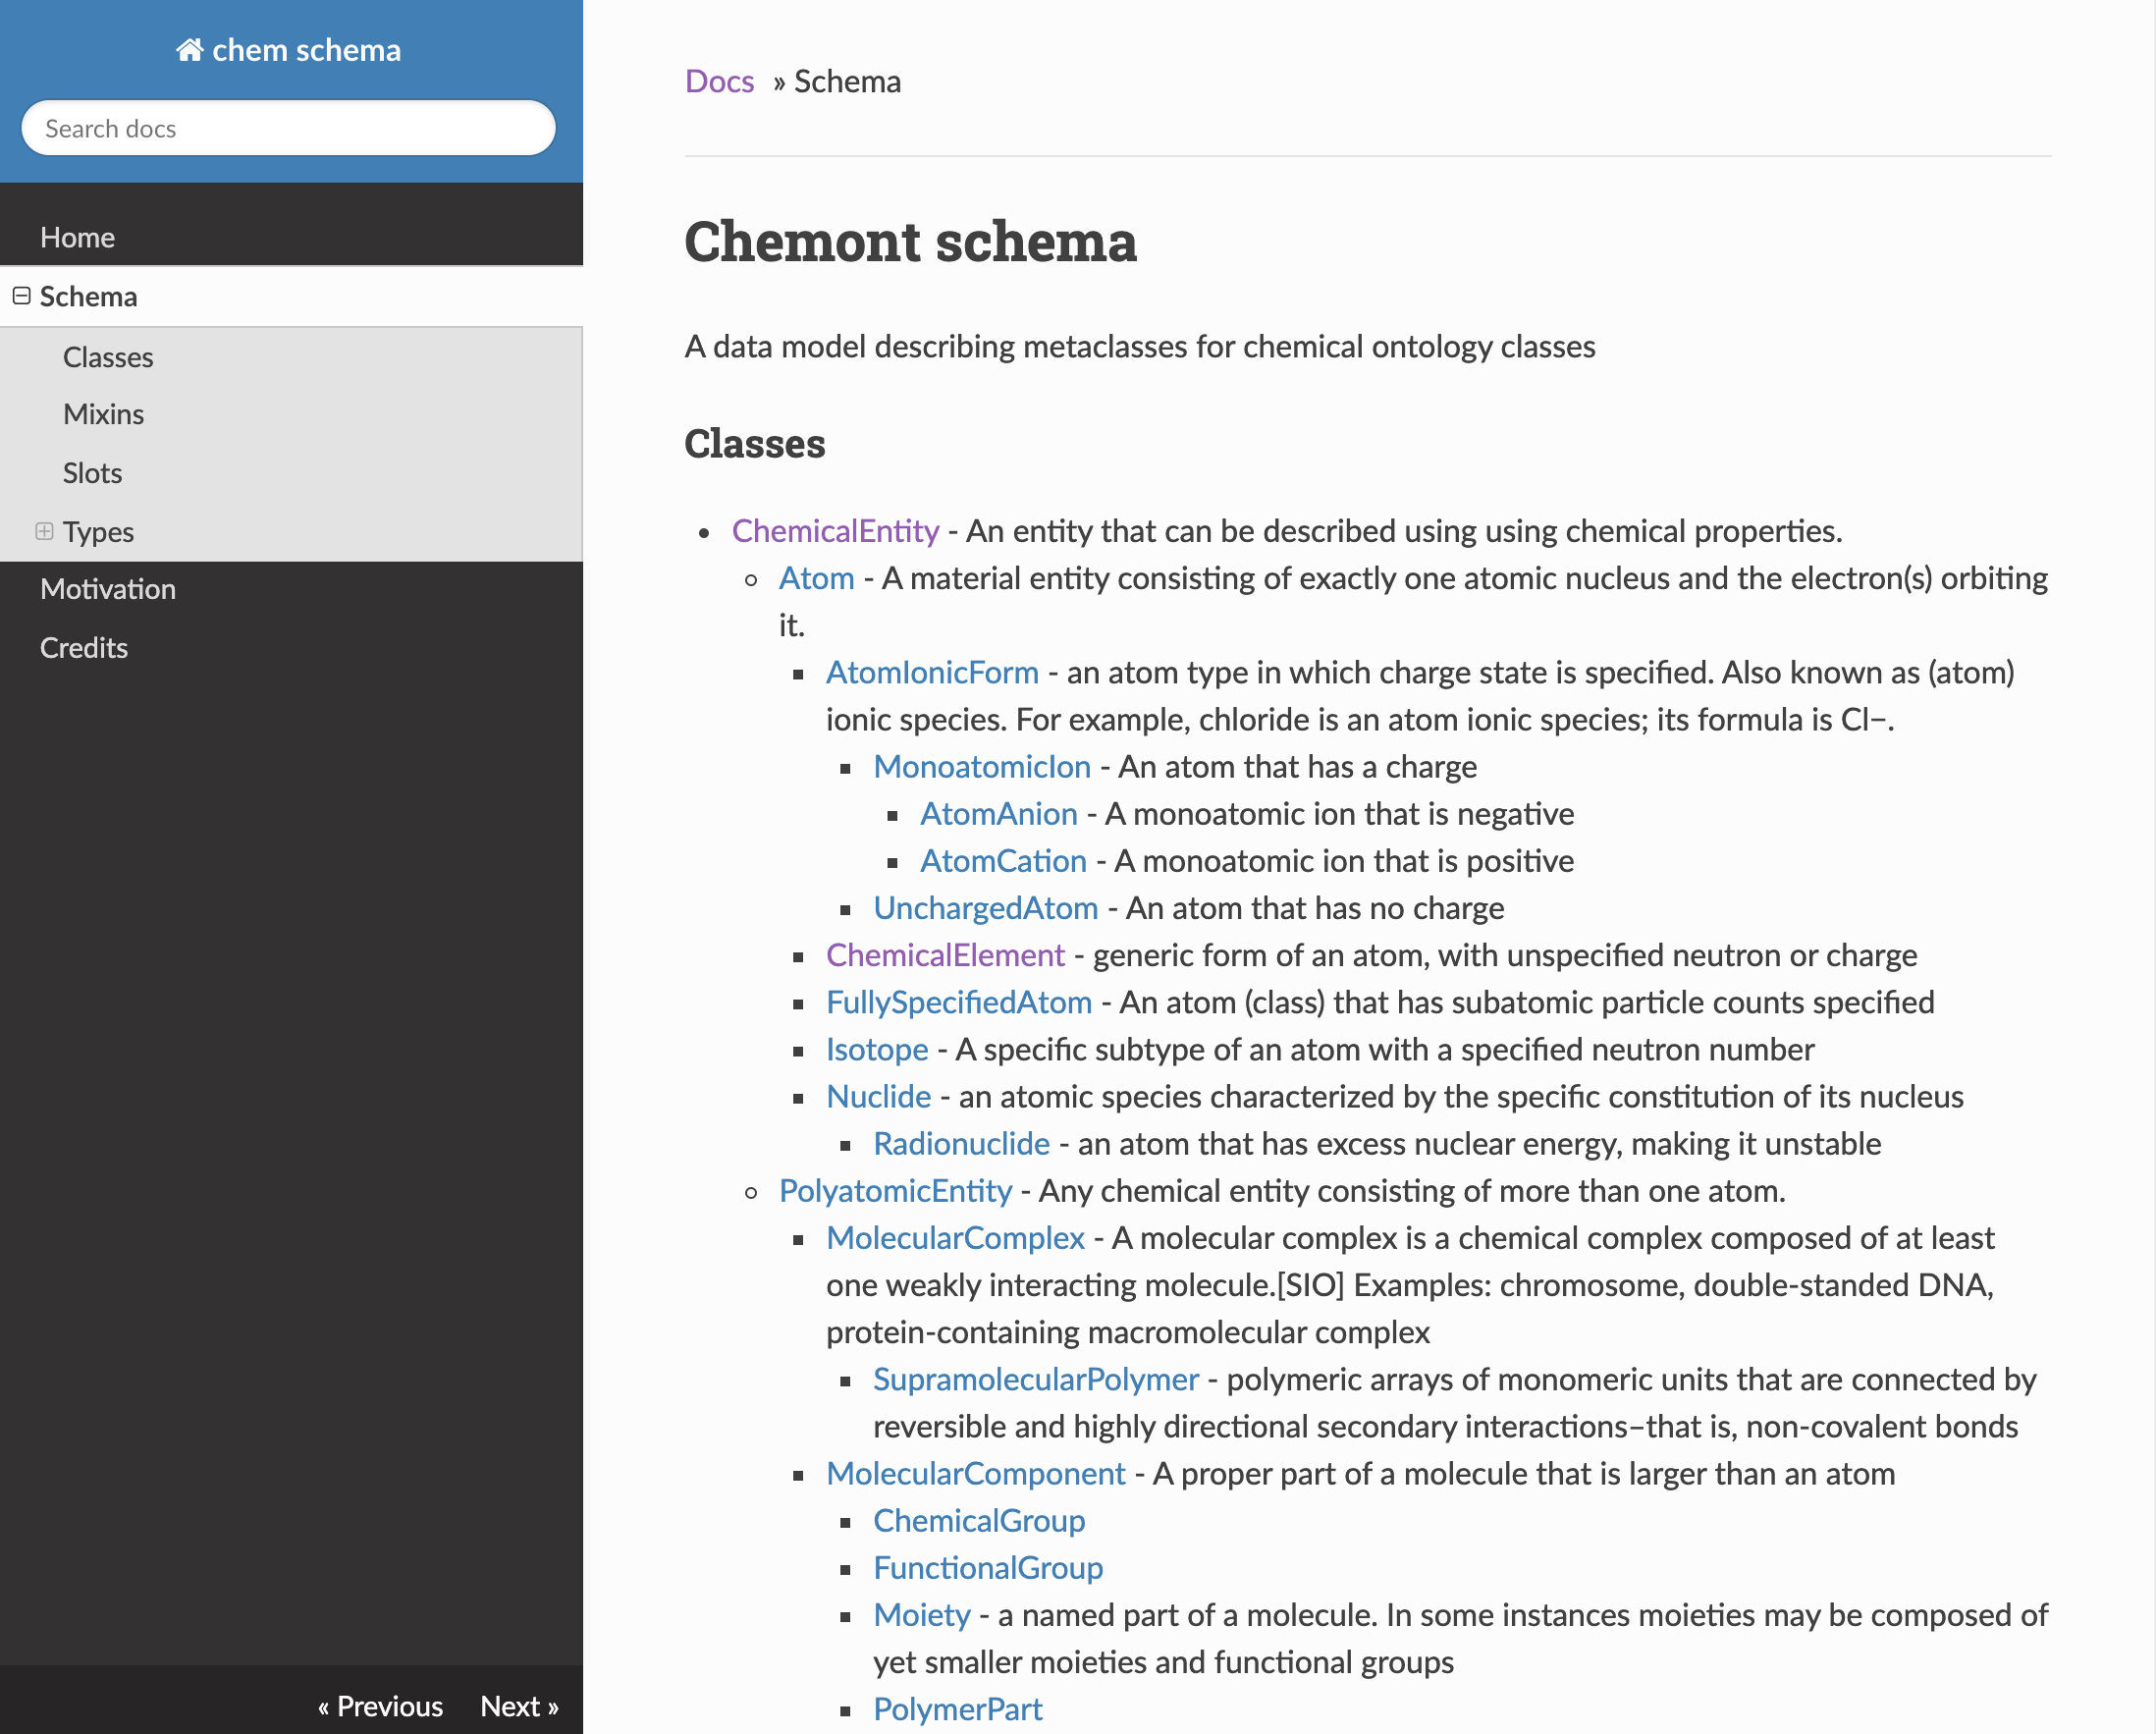 chem schema
Search docs
Home
Schema
Classes
Mixins
Slots
Types
Motivation
Credits
« Previous Next »
Docs » Schema
Chemont schema
A data model describing metaclasses for chemical ontology classes
Classes
ChemicalEntity - An entity that can be described using using chemical properties.
Atom - A material entity consisting of exactly one atomic nucleus and the electron(s) orbiting
it.
AtomIonicForm - an atom type in which charge state is specified. Also known as (atom)
ionic species. For example, chloride is an atom ionic species; its formula is Cl−.
MonoatomicIon - An atom that has a charge
AtomAnion - A monoatomic ion that is negative
AtomCation - A monoatomic ion that is positive
UnchargedAtom - An atom that has no charge
ChemicalElement - generic form of an atom, with unspecified neutron or charge
FullySpecifiedAtom - An atom (class) that has subatomic particle counts specified
Isotope - A specific subtype of an atom with a specified neutron number
Nuclide - an atomic species characterized by the specific constitution of its nucleus
Radionuclide - an atom that has excess nuclear energy, making it unstable
PolyatomicEntity - Any chemical entity consisting of more than one atom.
MolecularComplex - A molecular complex is a chemical complex composed of at least
one weakly interacting molecule.[SIO] Examples: chromosome, double-standed DNA,
protein-containing macromolecular complex
SupramolecularPolymer - polymeric arrays of monomeric units that are connected by
reversible and highly directional secondary interactions–that is, non-covalent bonds
MolecularComponent - A proper part of a molecule that is larger than an atom
ChemicalGroup
FunctionalGroup
Moiety - a named part of a molecule. In some instances moieties may be composed of
yet smaller moieties and functional groups
PolymerPart